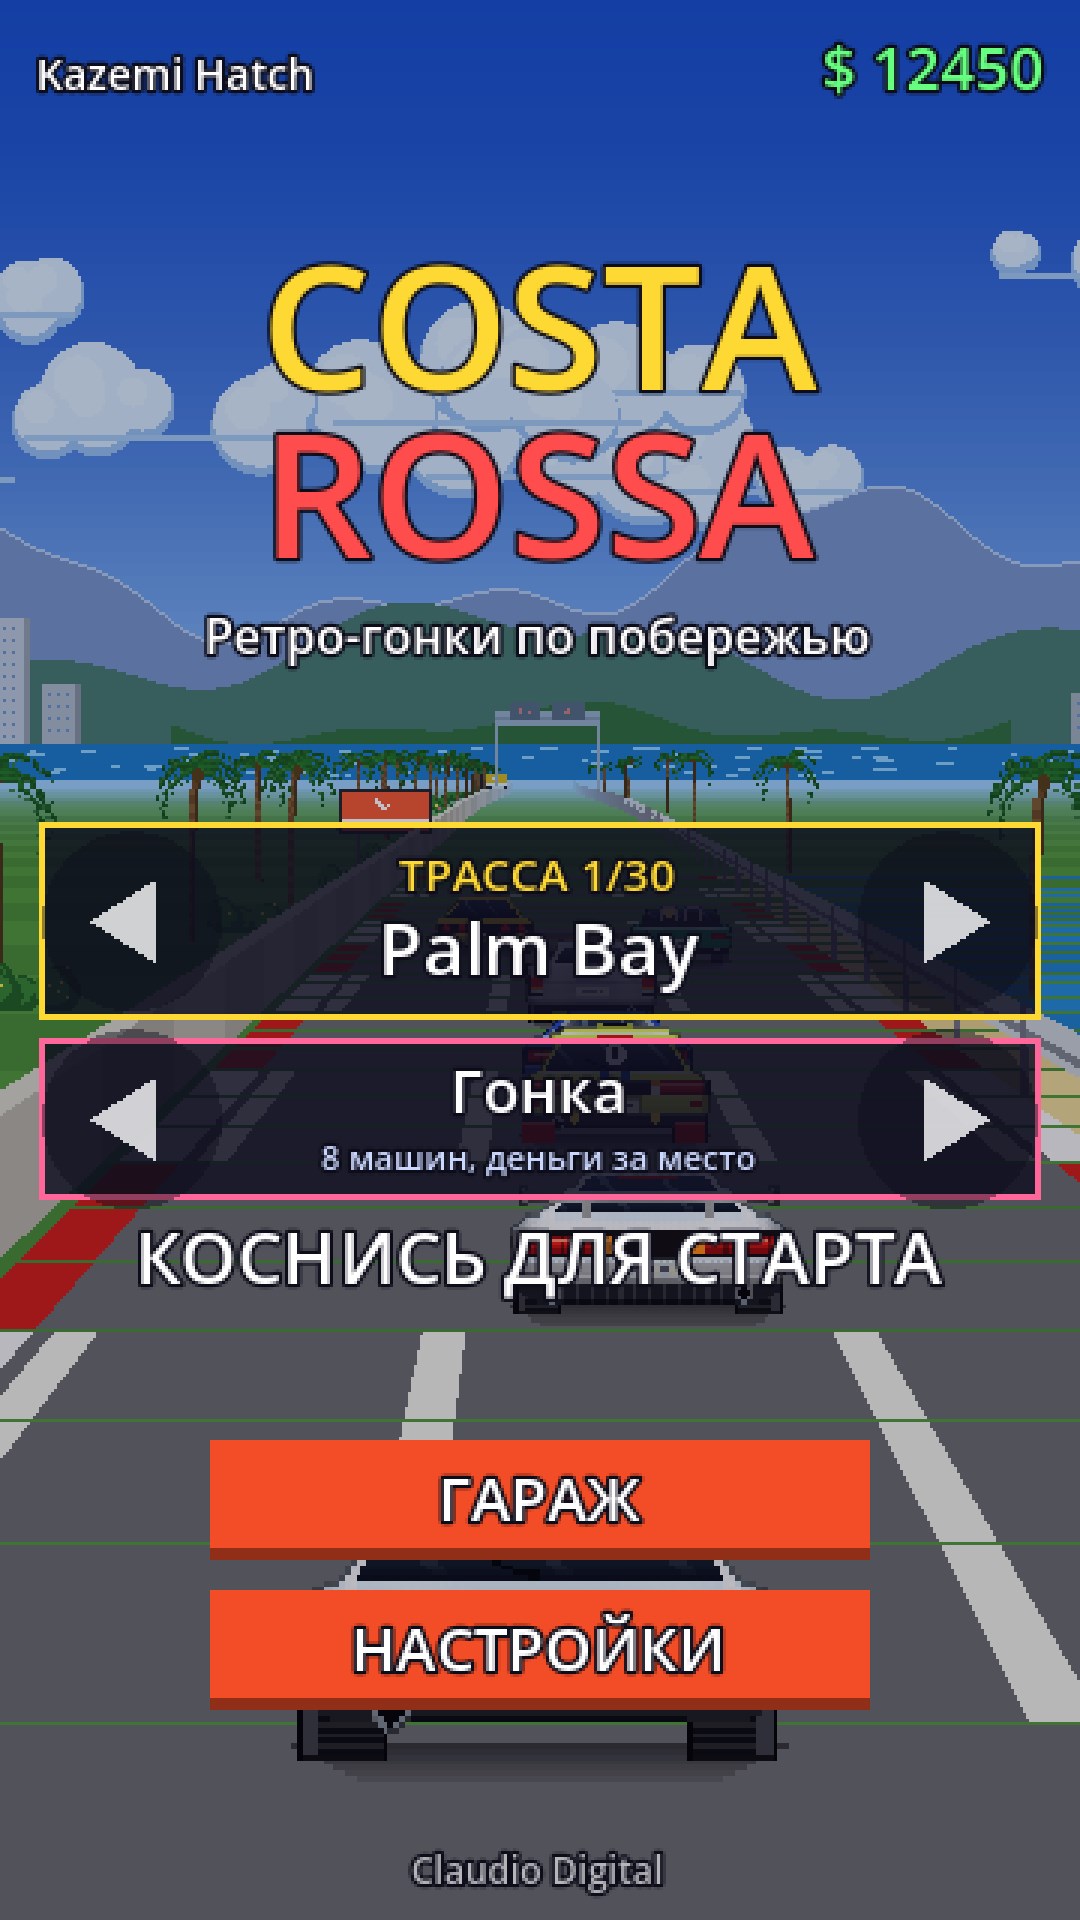 Kazemi Hatch
$ 12450
COSTA
ROSSA
Ретро-гонки по побережью
ТРАССА 1/30
Palm Bay
Гонка
8 машин, деньги за место
КОСНИСЬ ДЛЯ СТАРТА
ГАРАЖ
НАСТРОЙКИ
Claudio Digital